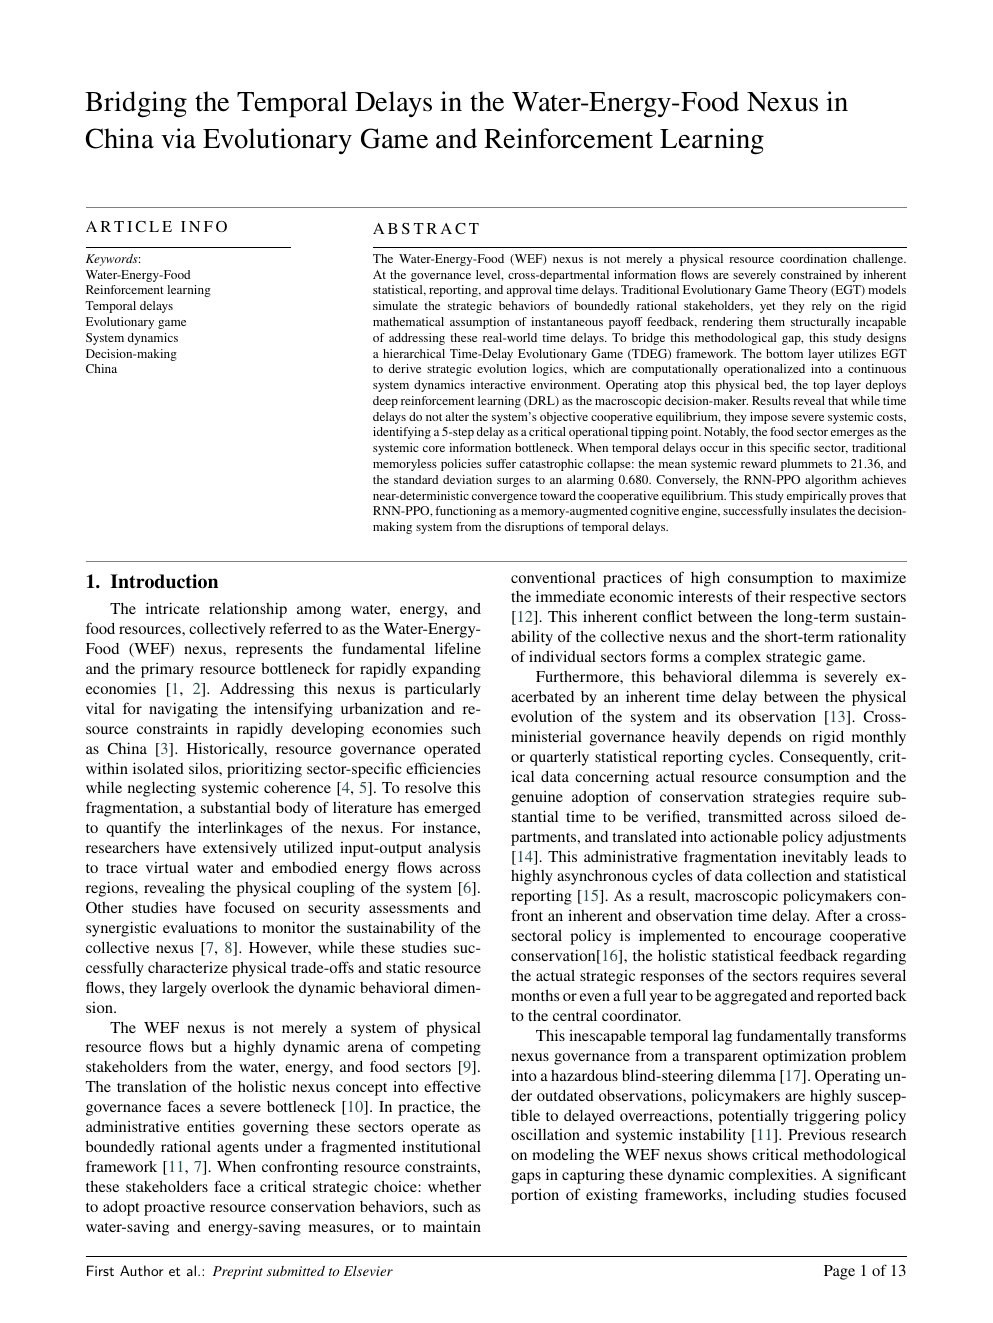 Bridging the Temporal Delays in the Water-Energy-Food Nexus in
China via Evolutionary Game and Reinforcement Learning
ARTICLE INFO
Keywords:
Water-Energy-Food
Reinforcement learning
Temporal delays
Evolutionary game
System dynamics
Decision-making
China
ABSTRACT
The Water-Energy-Food (WEF) nexus is not merely a physical resource coordination challenge.
At the governance level, cross-departmental information flows are severely constrained by inherent
statistical, reporting, and approval time delays. Traditional Evolutionary Game Theory (EGT) models
simulate the strategic behaviors of boundedly rational stakeholders, yet they rely on the rigid
mathematical assumption of instantaneous payoff feedback, rendering them structurally incapable
of addressing these real-world time delays. To bridge this methodological gap, this study designs
a hierarchical Time-Delay Evolutionary Game (TDEG) framework. The bottom layer utilizes EGT
to derive strategic evolution logics, which are computationally operationalized into a continuous
system dynamics interactive environment. Operating atop this physical bed, the top layer deploys
deep reinforcement learning (DRL) as the macroscopic decision-maker. Results reveal that while time
delays do not alter the system's objective cooperative equilibrium, they impose severe systemic costs,
identifying a 5-step delay as a critical operational tipping point. Notably, the food sector emerges as the
systemic core information bottleneck. When temporal delays occur in this specific sector, traditional
memoryless policies suffer catastrophic collapse: the mean systemic reward plummets to 21.36, and
the standard deviation surges to an alarming 0.680. Conversely, the RNN-PPO algorithm achieves
near-deterministic convergence toward the cooperative equilibrium. This study empirically proves that
RNN-PPO, functioning as a memory-augmented cognitive engine, successfully insulates the decision-
making system from the disruptions of temporal delays.
1. Introduction
The intricate relationship among water, energy, and
food resources, collectively referred to as the Water-Energy-
Food (WEF) nexus, represents the fundamental lifeline
and the primary resource bottleneck for rapidly expanding
economies [1, 2]. Addressing this nexus is particularly
vital for navigating the intensifying urbanization and re-
source constraints in rapidly developing economies such
as China [3]. Historically, resource governance operated
within isolated silos, prioritizing sector-specific efficiencies
while neglecting systemic coherence [4, 5]. To resolve this
fragmentation, a substantial body of literature has emerged
to quantify the interlinkages of the nexus. For instance,
researchers have extensively utilized input-output analysis
to trace virtual water and embodied energy flows across
regions, revealing the physical coupling of the system [6].
Other studies have focused on security assessments and
synergistic evaluations to monitor the sustainability of the
collective nexus [7, 8]. However, while these studies suc-
cessfully characterize physical trade-offs and static resource
flows, they largely overlook the dynamic behavioral dimen-
sion.
The WEF nexus is not merely a system of physical
resource flows but a highly dynamic arena of competing
stakeholders from the water, energy, and food sectors [9].
The translation of the holistic nexus concept into effective
governance faces a severe bottleneck [10]. In practice, the
administrative entities governing these sectors operate as
boundedly rational agents under a fragmented institutional
framework [11, 7]. When confronting resource constraints,
these stakeholders face a critical strategic choice: whether
to adopt proactive resource conservation behaviors, such as
water-saving and energy-saving measures, or to maintain
conventional practices of high consumption to maximize
the immediate economic interests of their respective sectors
[12]. This inherent conflict between the long-term sustain-
ability of the collective nexus and the short-term rationality
of individual sectors forms a complex strategic game.
Furthermore, this behavioral dilemma is severely ex-
acerbated by an inherent time delay between the physical
evolution of the system and its observation [13]. Cross-
ministerial governance heavily depends on rigid monthly
or quarterly statistical reporting cycles. Consequently, crit-
ical data concerning actual resource consumption and the
genuine adoption of conservation strategies require sub-
stantial time to be verified, transmitted across siloed de-
partments, and translated into actionable policy adjustments
[14]. This administrative fragmentation inevitably leads to
highly asynchronous cycles of data collection and statistical
reporting [15]. As a result, macroscopic policymakers con-
front an inherent and observation time delay. After a cross-
sectoral policy is implemented to encourage cooperative
conservation[16], the holistic statistical feedback regarding
the actual strategic responses of the sectors requires several
months or even a full year to be aggregated and reported back
to the central coordinator.
This inescapable temporal lag fundamentally transforms
nexus governance from a transparent optimization problem
into a hazardous blind-steering dilemma [17]. Operating un-
der outdated observations, policymakers are highly suscep-
tible to delayed overreactions, potentially triggering policy
oscillation and systemic instability [11]. Previous research
on modeling the WEF nexus shows critical methodological
gaps in capturing these dynamic complexities. A significant
portion of existing frameworks, including studies focused
First Author et al.: Preprint submitted to Elsevier
Page 1 of 13